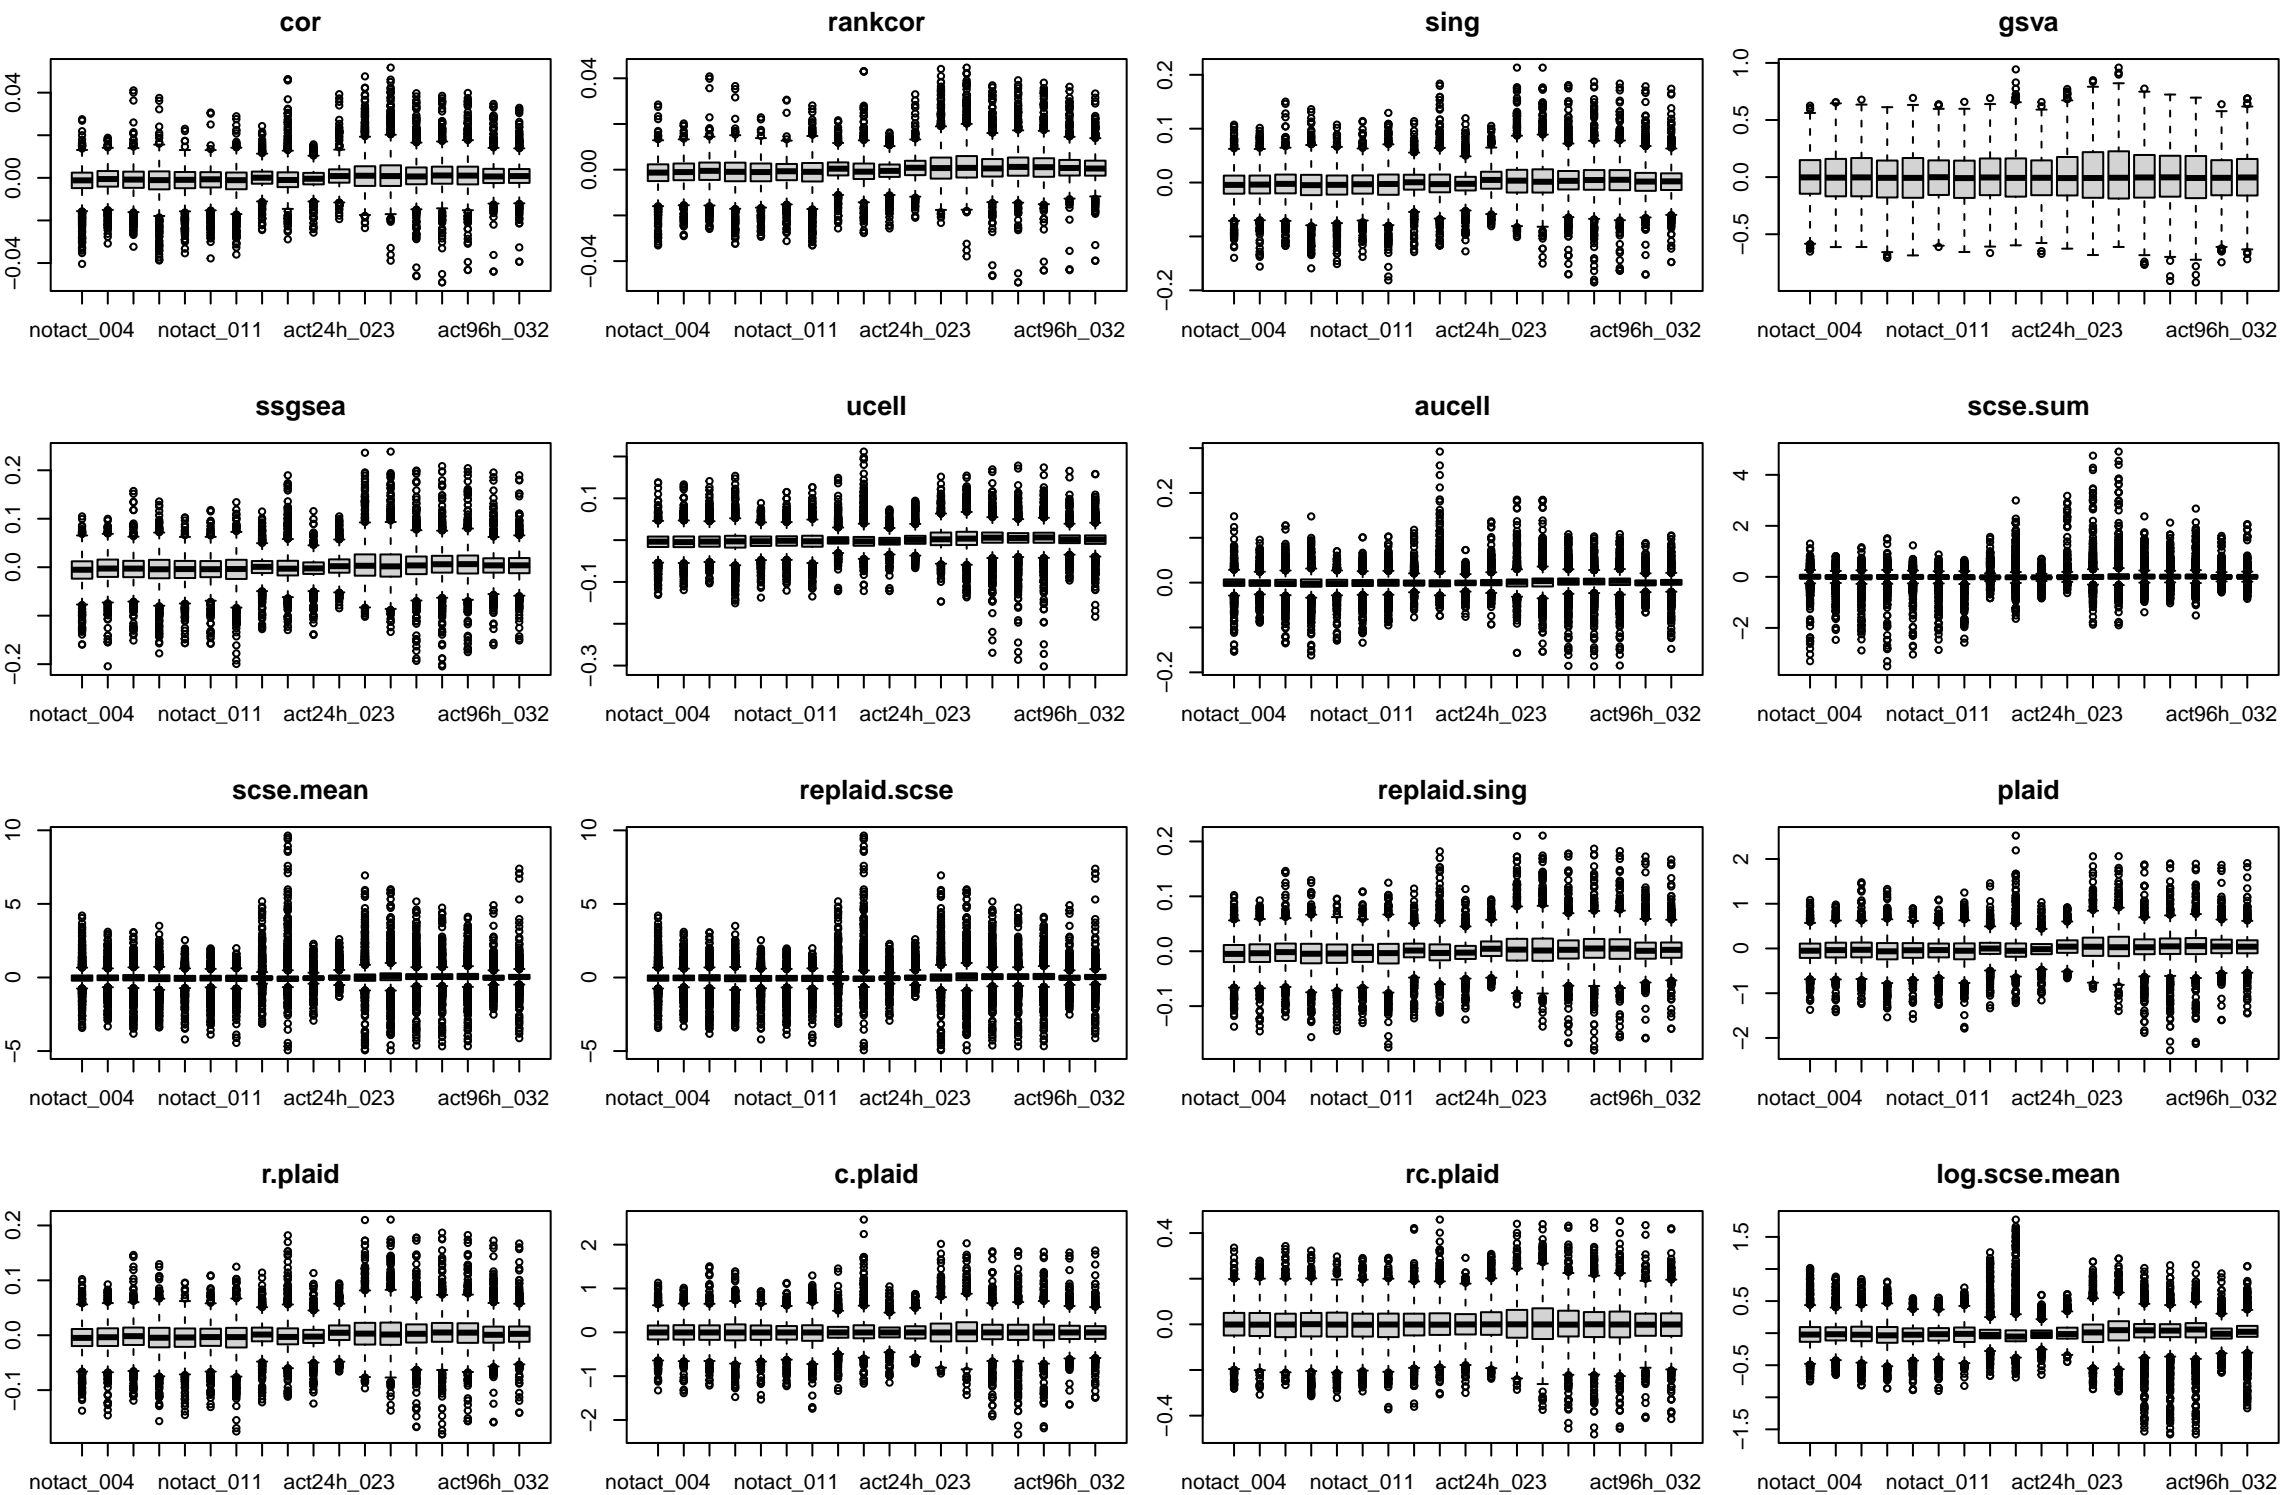 cor
0.04
0.00
−0.04
notact_004 notact_011 act24h_023 act96h_032
rankcor
0.04
0.00
−0.04
notact_004 notact_011 act24h_023 act96h_032
sing
0.2
0.1
0.0
−0.2
notact_004 notact_011 act24h_023 act96h_032
gsva
1.0
0.5
0.0
−0.5
notact_004 notact_011 act24h_023 act96h_032
ssgsea
0.2
0.1
0.0
−0.2
notact_004 notact_011 act24h_023 act96h_032
ucell
0.1
−0.1
−0.3
notact_004 notact_011 act24h_023 act96h_032
aucell
0.2
0.0
−0.2
notact_004 notact_011 act24h_023 act96h_032
scse.sum
4
2
0
−2
notact_004 notact_011 act24h_023 act96h_032
scse.mean
10
5
0
−5
notact_004 notact_011 act24h_023 act96h_032
replaid.scse
10
5
0
−5
notact_004 notact_011 act24h_023 act96h_032
replaid.sing
0.2
0.1
0.0
−0.1
notact_004 notact_011 act24h_023 act96h_032
plaid
2
1
0
−1
−2
notact_004 notact_011 act24h_023 act96h_032
r.plaid
0.2
0.1
0.0
−0.1
notact_004 notact_011 act24h_023 act96h_032
c.plaid
2
1
0
−1
−2
notact_004 notact_011 act24h_023 act96h_032
rc.plaid
0.4
0.0
−0.4
notact_004 notact_011 act24h_023 act96h_032
log.scse.mean
1.5
0.5
−0.5
−1.5
notact_004 notact_011 act24h_023 act96h_032